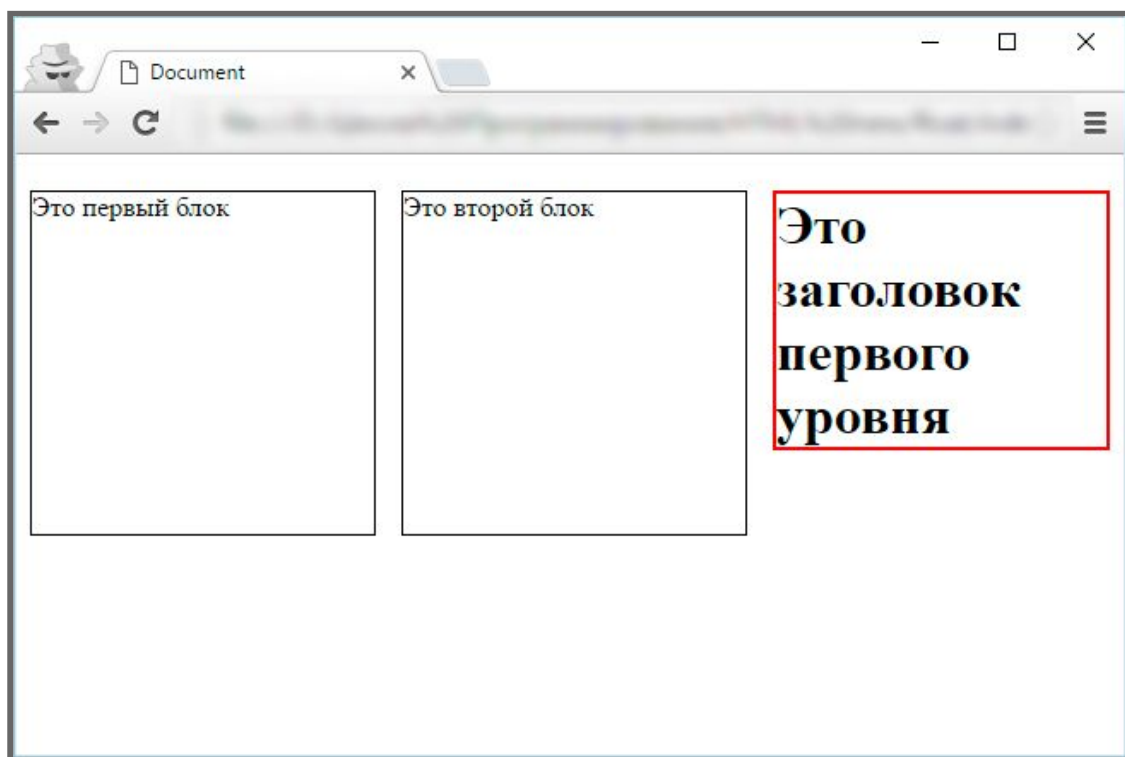 Document
Это первый блок
Это второй блок
Это
заголовок
первого
уровня